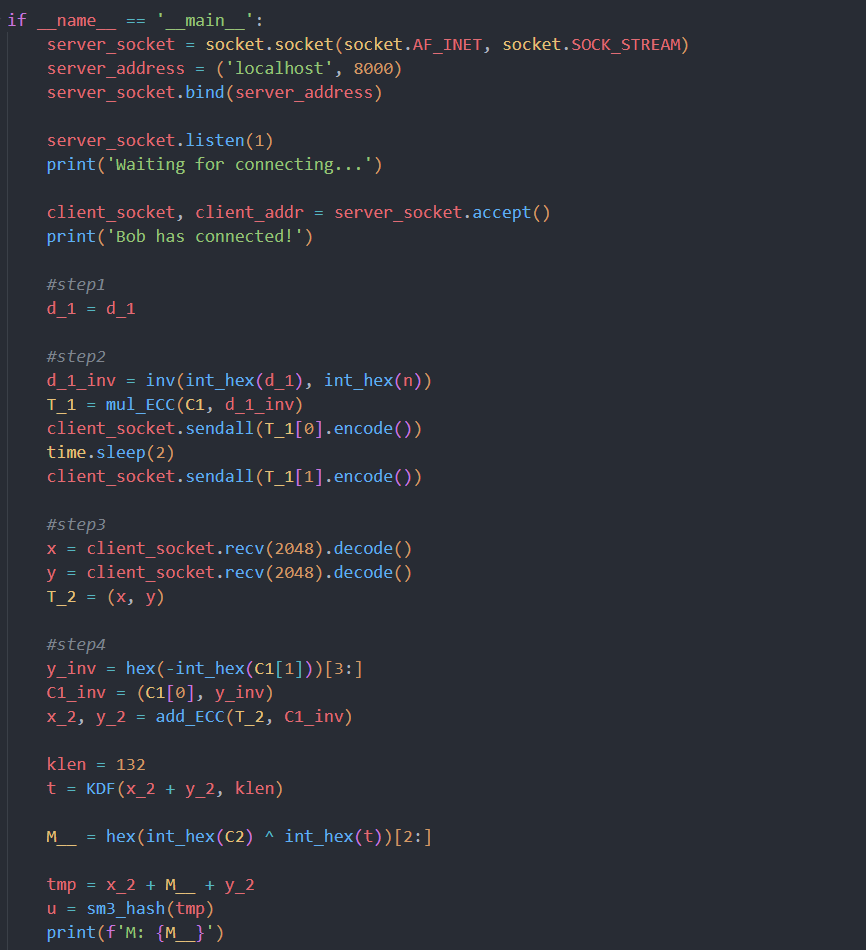 if __name__ == '__main__':
    server_socket = socket.socket(socket.AF_INET, socket.SOCK_STREAM)
    server_address = ('localhost', 8000)
    server_socket.bind(server_address)

    server_socket.listen(1)
    print('Waiting for connecting...')

    client_socket, client_addr = server_socket.accept()
    print('Bob has connected!')

    #step1
    d_1 = d_1

    #step2
    d_1_inv = inv(int_hex(d_1), int_hex(n))
    T_1 = mul_ECC(C1, d_1_inv)
    client_socket.sendall(T_1[0].encode())
    time.sleep(2)
    client_socket.sendall(T_1[1].encode())

    #step3
    x = client_socket.recv(2048).decode()
    y = client_socket.recv(2048).decode()
    T_2 = (x, y)

    #step4
    y_inv = hex(-int_hex(C1[1]))[3:]
    C1_inv = (C1[0], y_inv)
    x_2, y_2 = add_ECC(T_2, C1_inv)

    klen = 132
    t = KDF(x_2 + y_2, klen)

    M__ = hex(int_hex(C2) ^ int_hex(t))[2:]

    tmp = x_2 + M__ + y_2
    u = sm3_hash(tmp)
    print(f'M: {M__}')